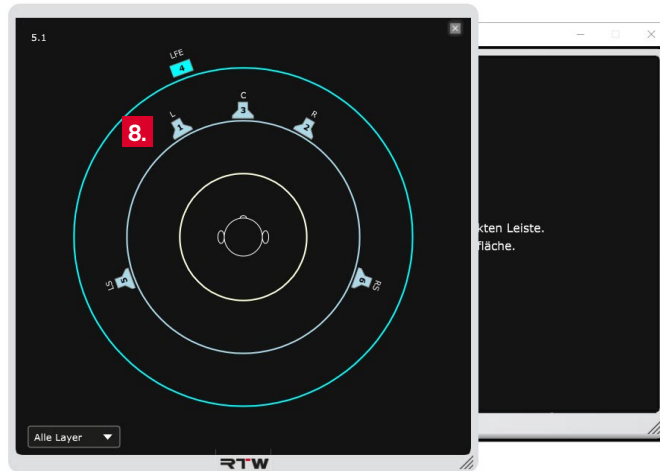 5.1
LFE
4
C
3
L
1
R
2
8.
kten Leiste.
fläche.
LS
5
RS
6
Alle Layer
RTW